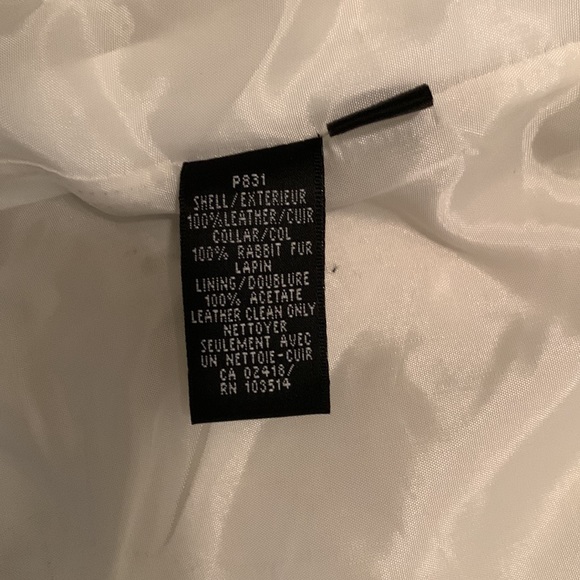 P831
SHELL/EXTERIEUR
100%LEATHER/CUIR
COLLAR/COL
100% RABBIT FUR
LAPIN
LINING/DOUBLURE
100% ACETATE
LEATHER CLEAN ONLY
NETTOYER
SEULEMENT AVEC
UN NETTOIE-CUIR
CA 02418/
RN 103514